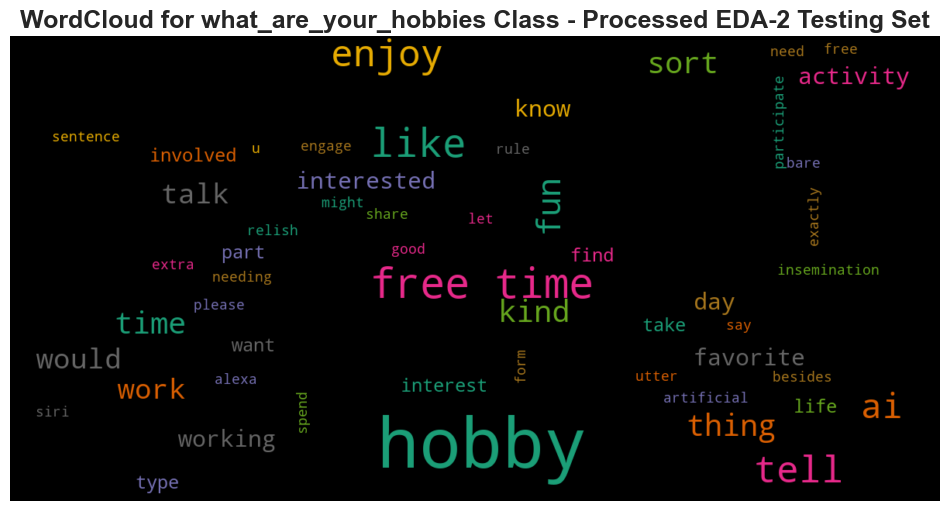 WordCloud for what_are_your_hobbies Class - Processed EDA-2 Testing Set
enjoy
sort
need
free
activity
participate
know
like
sentence
involved
u
engage
rule
bare
interested
talk
fun
might
share
let
exactly
relish
part
good
find
extra
needing
insemination
free time
please
kind
day
time
take
say
want
would
favorite
form
work
alexa
interest
utter
besides
siri
spend
artificial
life
ai
hobby
thing
working
tell
type